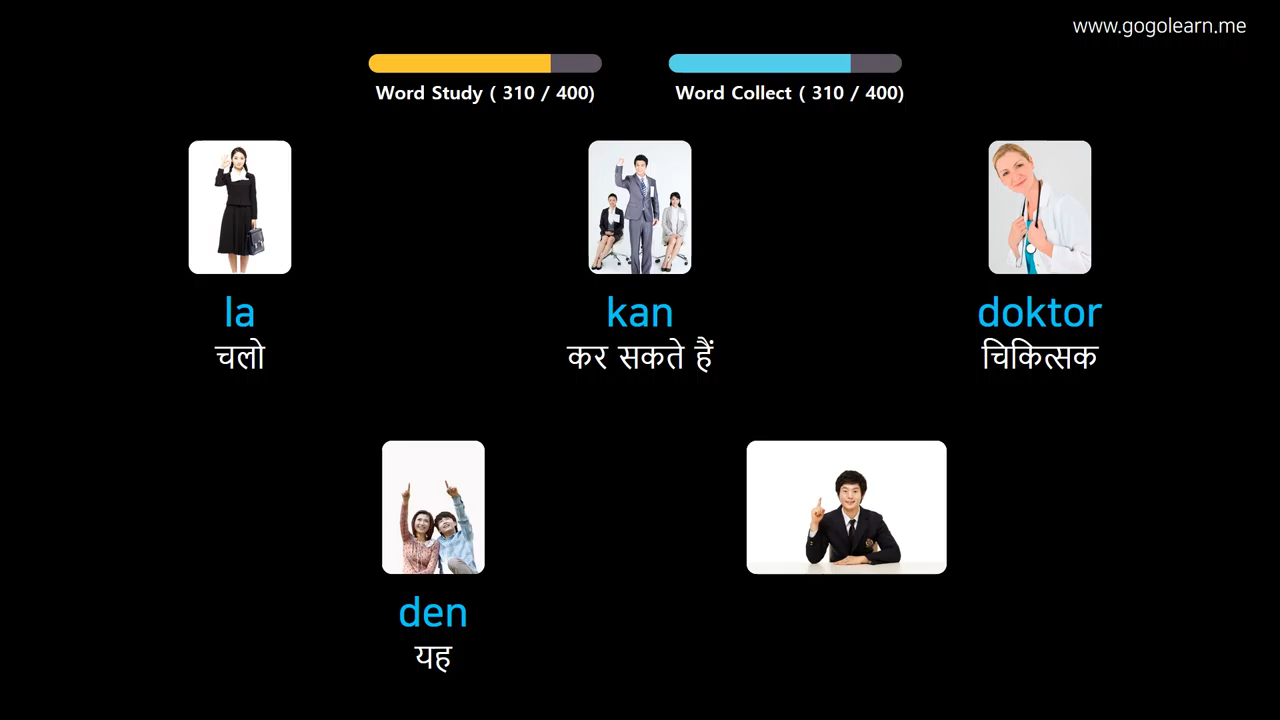 www.gogolearn.me
Word Study ( 310 / 400)
Word Collect ( 310 / 400)
la
चलो
kan
कर सकते हैं
doktor
चिकित्सक
den
यह